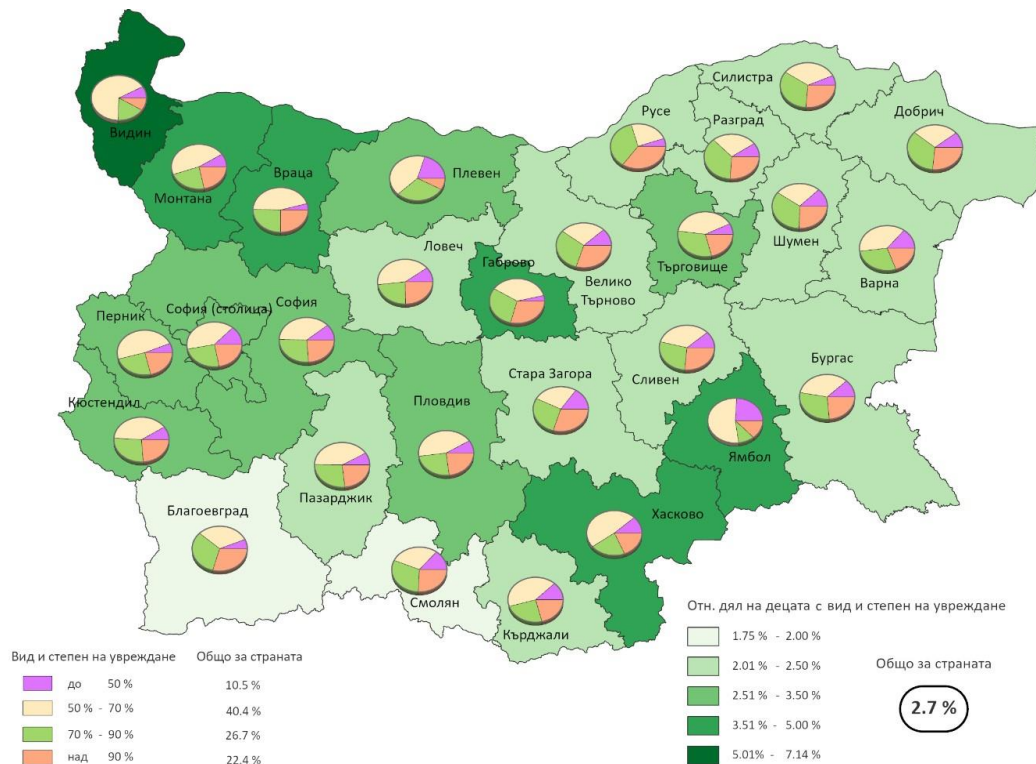 Силистра
Русе
Добрич
Разград
Видин
Враца
Плевен
Монтана
Шумен
Ловеч
Габрово
Търговище
Велико
Търново
Варна
София (столица)
София
Перник
Бургас
Стара Загора
Сливен
Кюстендил
Пловдив
Ямбол
Пазарджик
Хасково
Благоевград
Смолян
Кърджали
Вид и степен на увреждане Общо за страната
до 50 % 10.5 %
50 % - 70 % 40.4 %
70 % - 90 % 26.7 %
над 90 % 22.4 %
Отн. дял на децата с вид и степен на увреждане
1.75 % - 2.00 %
2.01 % - 2.50 %
2.51 % - 3.50 %
3.51 % - 5.00 %
5.01% - 7.14 %
Общо за страната
2.7 %